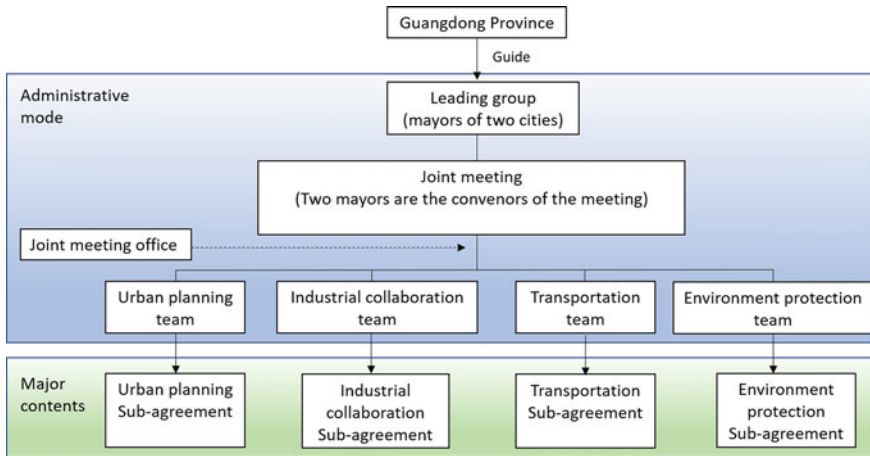 Guangdong Province
Guide
Administrative
mode
Leading group
(mayors of two cities)
Joint meeting
(Two mayors are the convenors of the meeting)
Joint meeting office
Urban planning
team
Industrial collaboration
team
Transportation
team
Environment protection
team
Major
contents
Urban planning
Sub-agreement
Industrial
collaboration
Sub-agreement
Transportation
Sub-agreement
Environment
protection
Sub-agreement